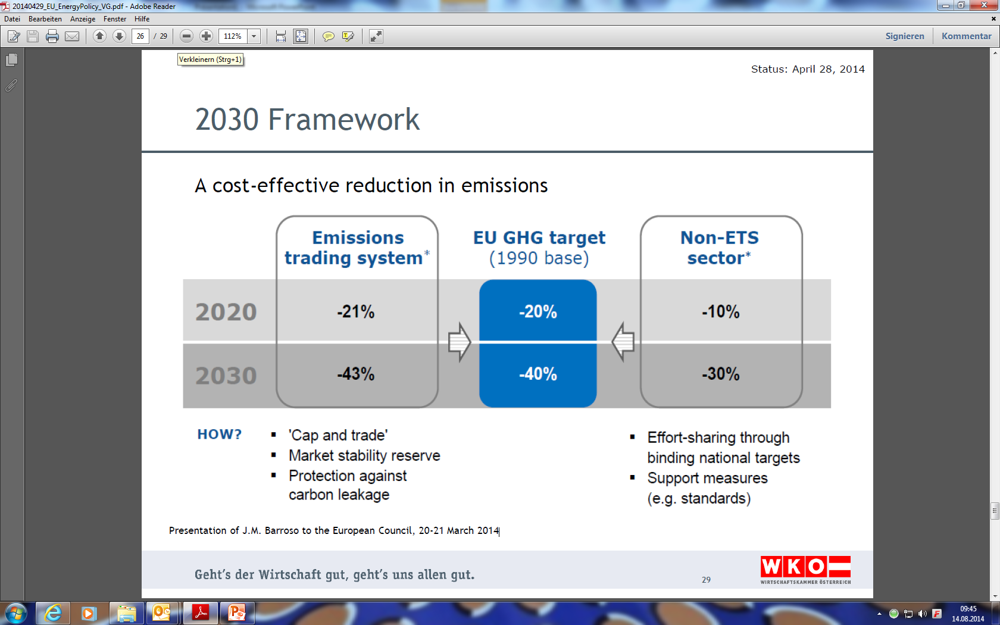 20140429_EU_EnergyPolicy_VG.pdf - Adobe Reader
Datei Bearbeiten Anzeige Fenster Hilfe
26 / 29 112% Signieren Kommentar
Verkleinern (Strg+1)
Status: April 28, 2014
2030 Framework
A cost-effective reduction in emissions
Emissions
trading system*
EU GHG target
(1990 base)
Non-ETS
sector*
2020 -21% -20% -10%
2030 -43% -40% -30%
HOW?
▪ 'Cap and trade'
▪ Market stability reserve
▪ Protection against
carbon leakage
▪ Effort-sharing through
binding national targets
▪ Support measures
(e.g. standards)
Presentation of J.M. Barroso to the European Council, 20-21 March 2014
Geht's der Wirtschaft gut, geht's uns allen gut.
29
WKO
WIRTSCHAFTSKAMMER ÖSTERREICH
09:45
14.08.2014